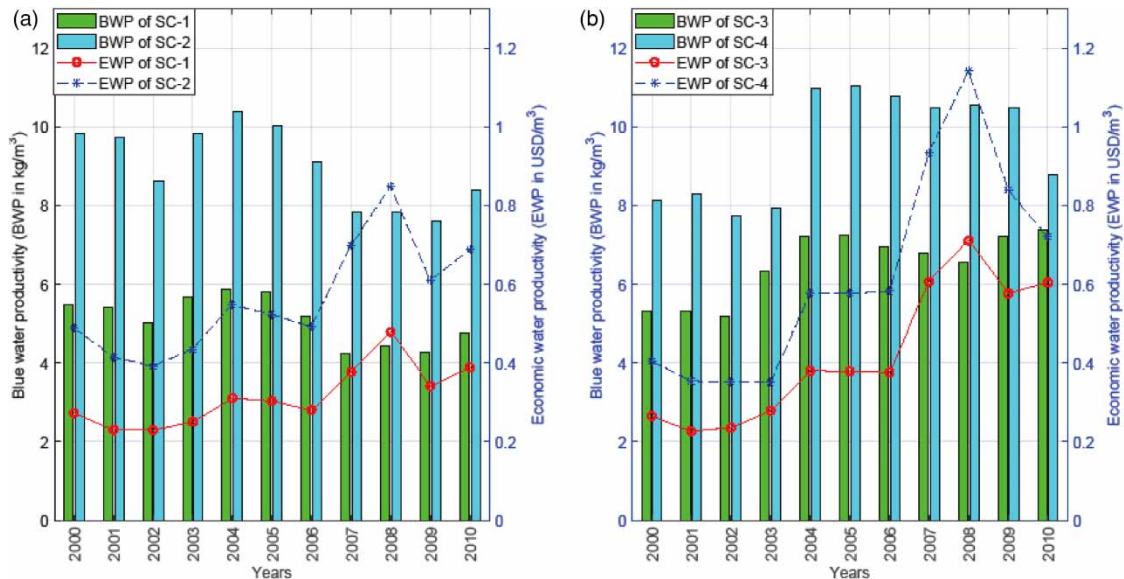 (a)
BWP of SC-1
BWP of SC-2
EWP of SC-1
EWP of SC-2
Blue water productivity (BWP in kg/m³)
12
10
8
6
4
2
0
1.2
1
0.8
0.6
0.4
0.2
0
Economic water productivity (EWP in USD/m³)
2000 2001 2002 2003 2004 2005 2006 2007 2008 2009 2010
Years
(b)
BWP of SC-3
BWP of SC-4
EWP of SC-3
EWP of SC-4
Blue water productivity (BWP in kg/m³)
12
10
8
6
4
2
0
1.2
1
0.8
0.6
0.4
0.2
0
Economic water productivity (EWP in USD/m³)
2000 2001 2002 2003 2004 2005 2006 2007 2008 2009 2010
Years